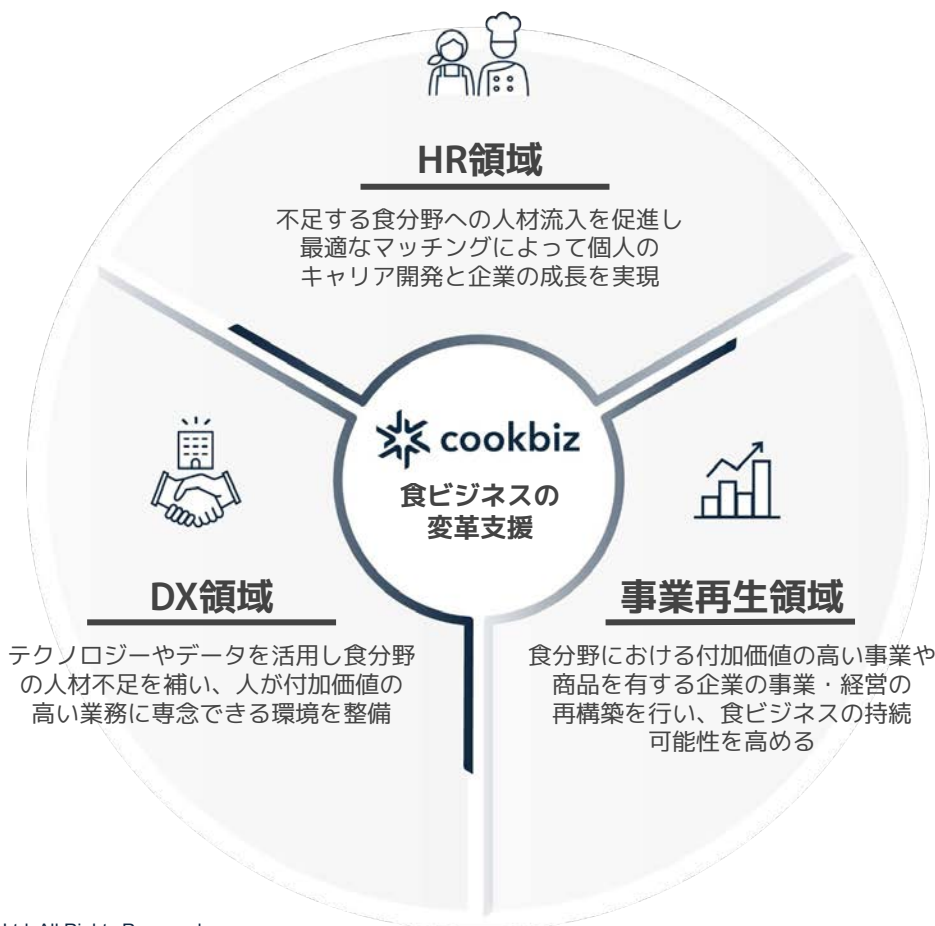 HR領域
不足する食分野への人材流入を促進し
最適なマッチングによって個人の
キャリア開発と企業の成長を実現
cookbiz
食ビジネスの
変革支援
DX領域
テクノロジーやデータを活用し食分野
の人材不足を補い、人が付加価値の
高い業務に専念できる環境を整備
事業再生領域
食分野における付加価値の高い事業や
商品を有する企業の事業・経営の
再構築を行い、食ビジネスの持続
可能性を高める